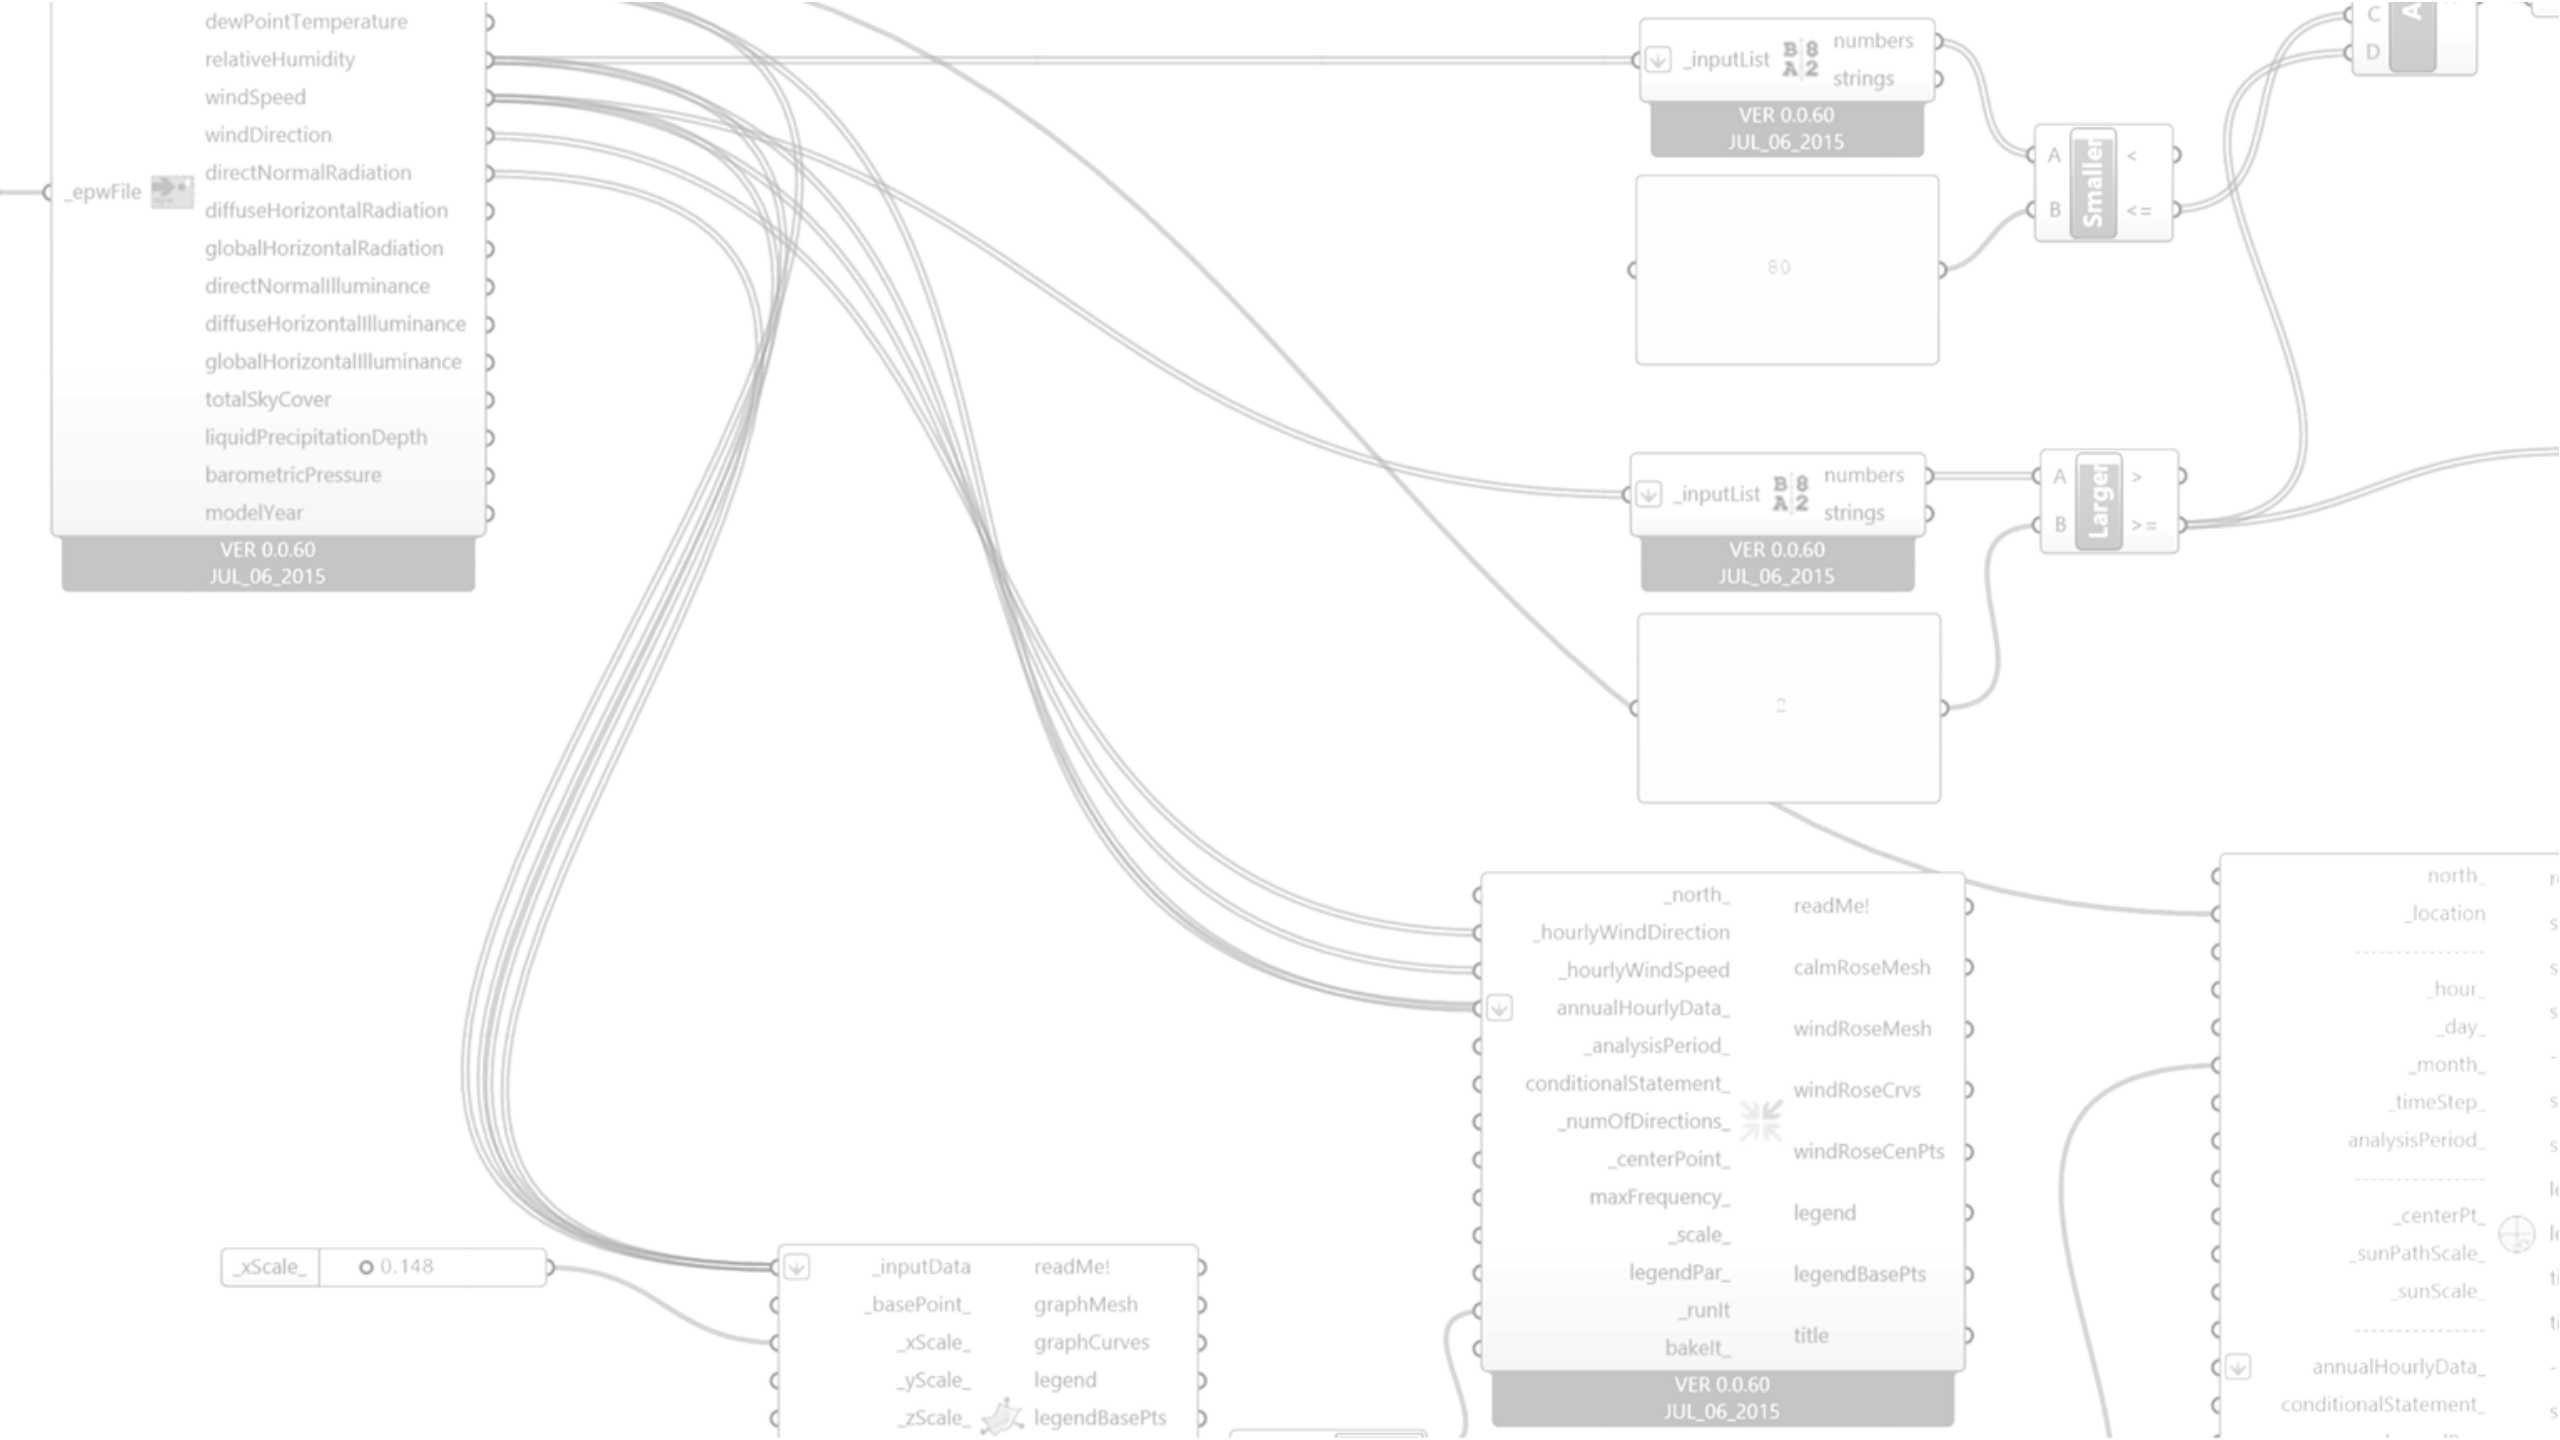 dewPointTemperature
relativeHumidity
windSpeed
windDirection
directNormalRadiation
_epwFile
diffuseHorizontalRadiation
globalHorizontalRadiation
directNormalIlluminance
diffuseHorizontalIlluminance
globalHorizontalIlluminance
totalSkyCover
liquidPrecipitationDepth
barometricPressure
modelYear
VER 0.0.60
JUL_06_2015
_inputList
B 8
A 2
numbers
strings
VER 0.0.60
JUL_06_2015
80
A
B
Smaller
<
<=
C
D
A
_inputList
B 8
A 2
numbers
strings
VER 0.0.60
JUL_06_2015
A
B
Larger
>
>=
_north_
_hourlyWindDirection
_hourlyWindSpeed
annualHourlyData_
_analysisPeriod_
conditionalStatement_
_numOfDirections_
_centerPoint_
maxFrequency_
_scale_
legendPar_
_runIt
bakeIt_
readMe!
calmRoseMesh
windRoseMesh
windRoseCrvs
windRoseCenPts
legend
legendBasePts
title
VER 0.0.60
JUL_06_2015
north_
_location
---------------
_hour_
_day_
_month_
_timeStep_
analysisPeriod_
---------------
_centerPt_
_sunPathScale_
_sunScale_
---------------
annualHourlyData_
conditionalStatement_
_xScale_ 0.148
_inputData
_basePoint_
_xScale_
_yScale_
_zScale_
readMe!
graphMesh
graphCurves
legend
legendBasePts